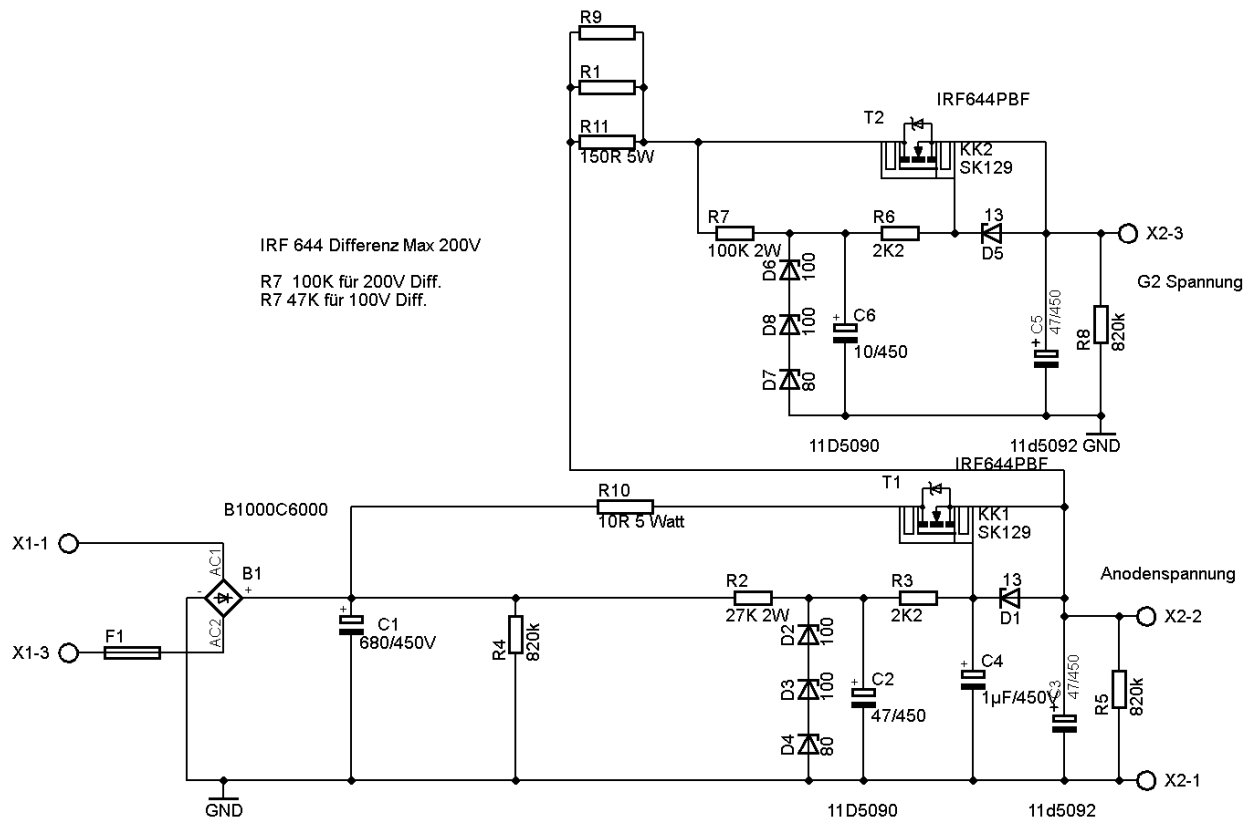 R9
R1
R11
150R 5W
T2
IRF644PBF
KK2
SK129
R7
100K 2W
R6
2K2
13
D5
X2-3
IRF 644 Differenz Max 200V
R7  100K für 200V Diff.
R7 47K für 100V Diff.
G2 Spannung
D6
100
D8
100
D7
80
+
C6
10/450
+
C5
47/450
R8
820k
11D5090
11d5092
GND
IRF644PBF
T1
KK1
SK129
R10
10R 5 Watt
B1000C6000
X1-1
AC1
B1
-
+
AC2
F1
X1-3
+
C1
680/450V
R4
820k
R2
27K 2W
R3
2K2
13
D1
Anodenspannung
X2-2
D2
100
D3
100
D4
80
+
C2
47/450
+
C4
1µF/450V
+
C3
47/450
R5
820k
X2-1
GND
11D5090
11d5092